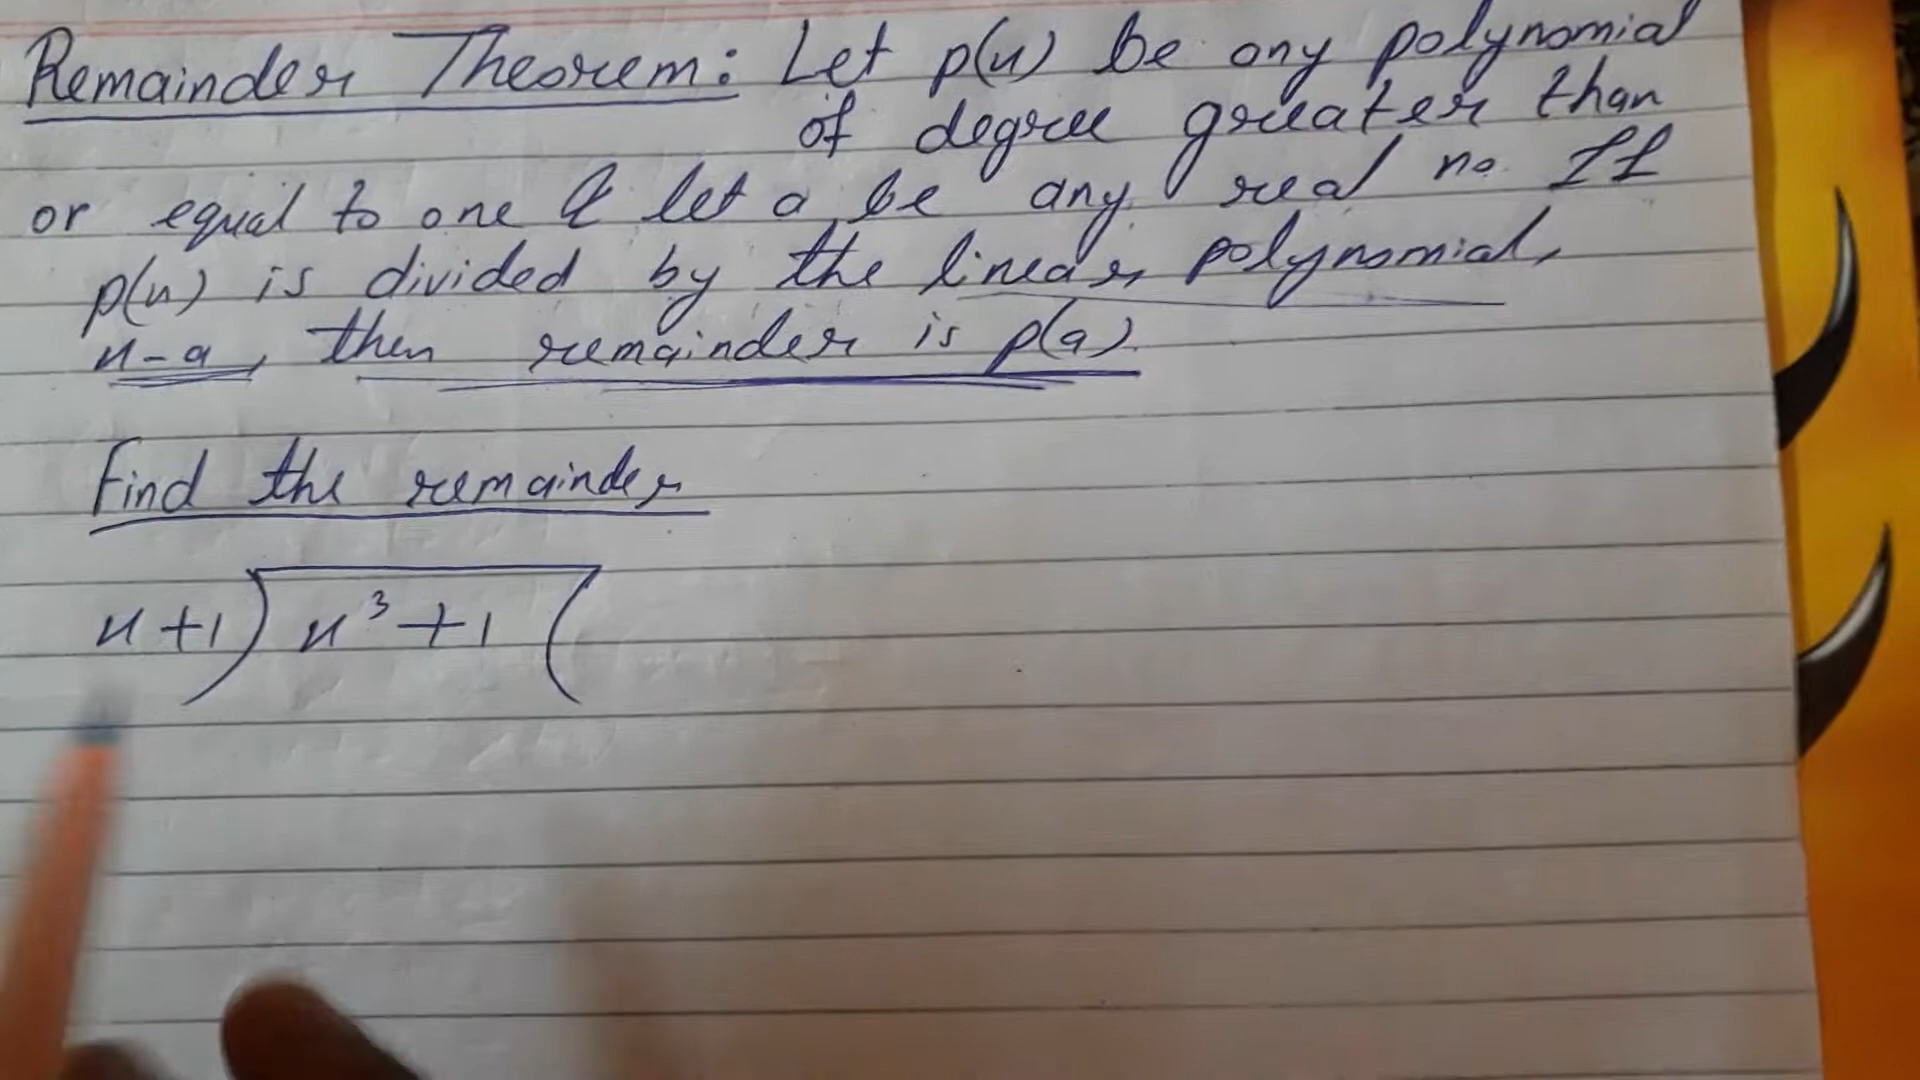 Remainder Theorem: Let p(x) be any polynomial
of degree greater than
or equal to one & let a be any real no. If
p(x) is divided by the linear polynomial,
x-a, then remainder is p(a).
Find the remainder
x+1) x³+1 (